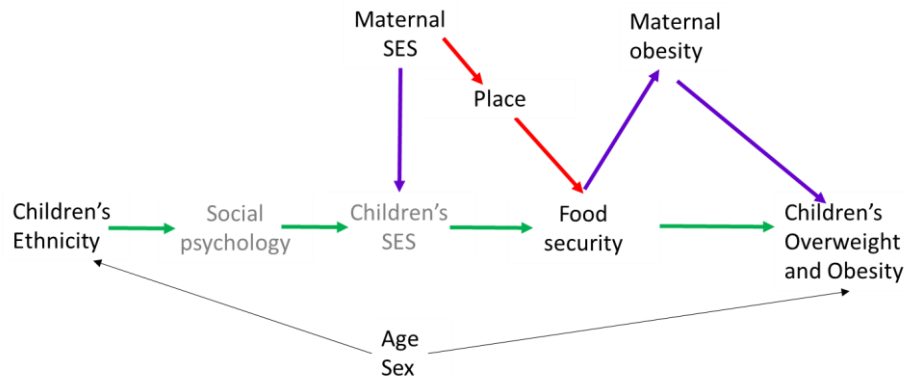 Maternal
SES
Maternal
obesity
Place
Children's
Ethnicity
Social
psychology
Children's
SES
Food
security
Children's
Overweight
and Obesity
Age
Sex